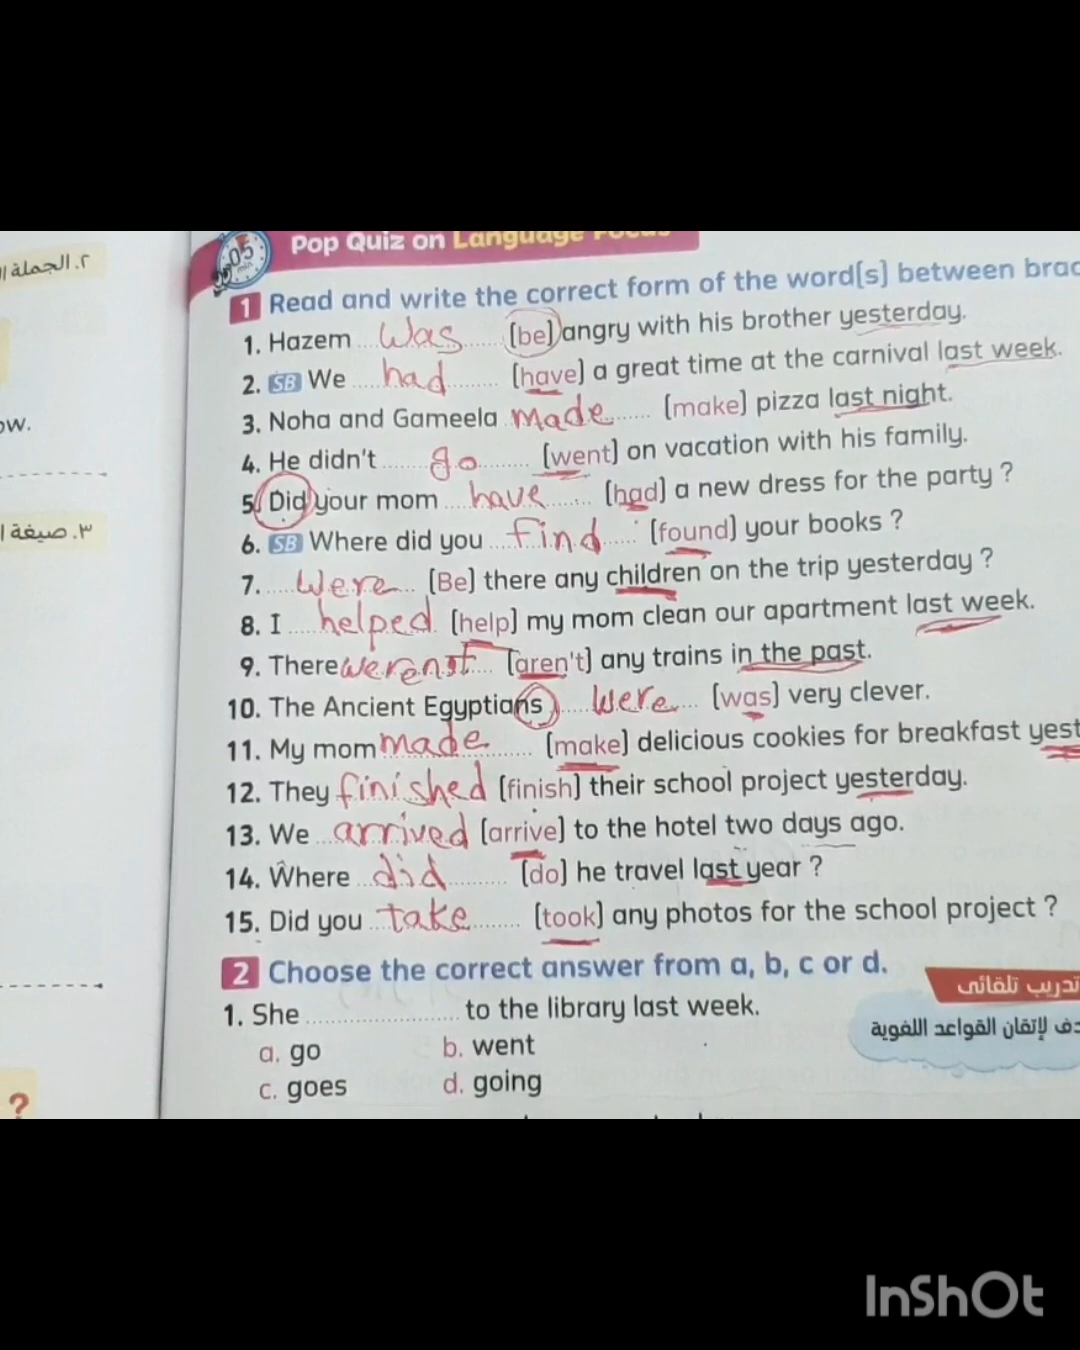 ٢. الجملة
Pop Quiz on Language Focus
05
min
1 Read and write the correct form of the word(s) between brac
1. Hazem was (be) angry with his brother yesterday.
2. SB We had (have) a great time at the carnival last week.
3. Noha and Gameela made (make) pizza last night.
ow.
4. He didn't go (went) on vacation with his family.
5. Did your mom have (had) a new dress for the party ?
٣. صيغة
6. SB Where did you find (found) your books ?
7. were (Be) there any children on the trip yesterday ?
8. I helped (help) my mom clean our apartment last week.
9. There weren't (aren't) any trains in the past.
10. The Ancient Egyptians were (was) very clever.
11. My mom made (make) delicious cookies for breakfast yest
12. They finished (finish) their school project yesterday.
13. We arrived (arrive) to the hotel two days ago.
14. Where did (do) he travel last year ?
15. Did you take (took) any photos for the school project ?
2 Choose the correct answer from a, b, c or d.
تدريب تلقائى
1. She to the library last week.
لإتقان القواعد اللغوية
a. go b. went
c. goes d. going
?
InShOt